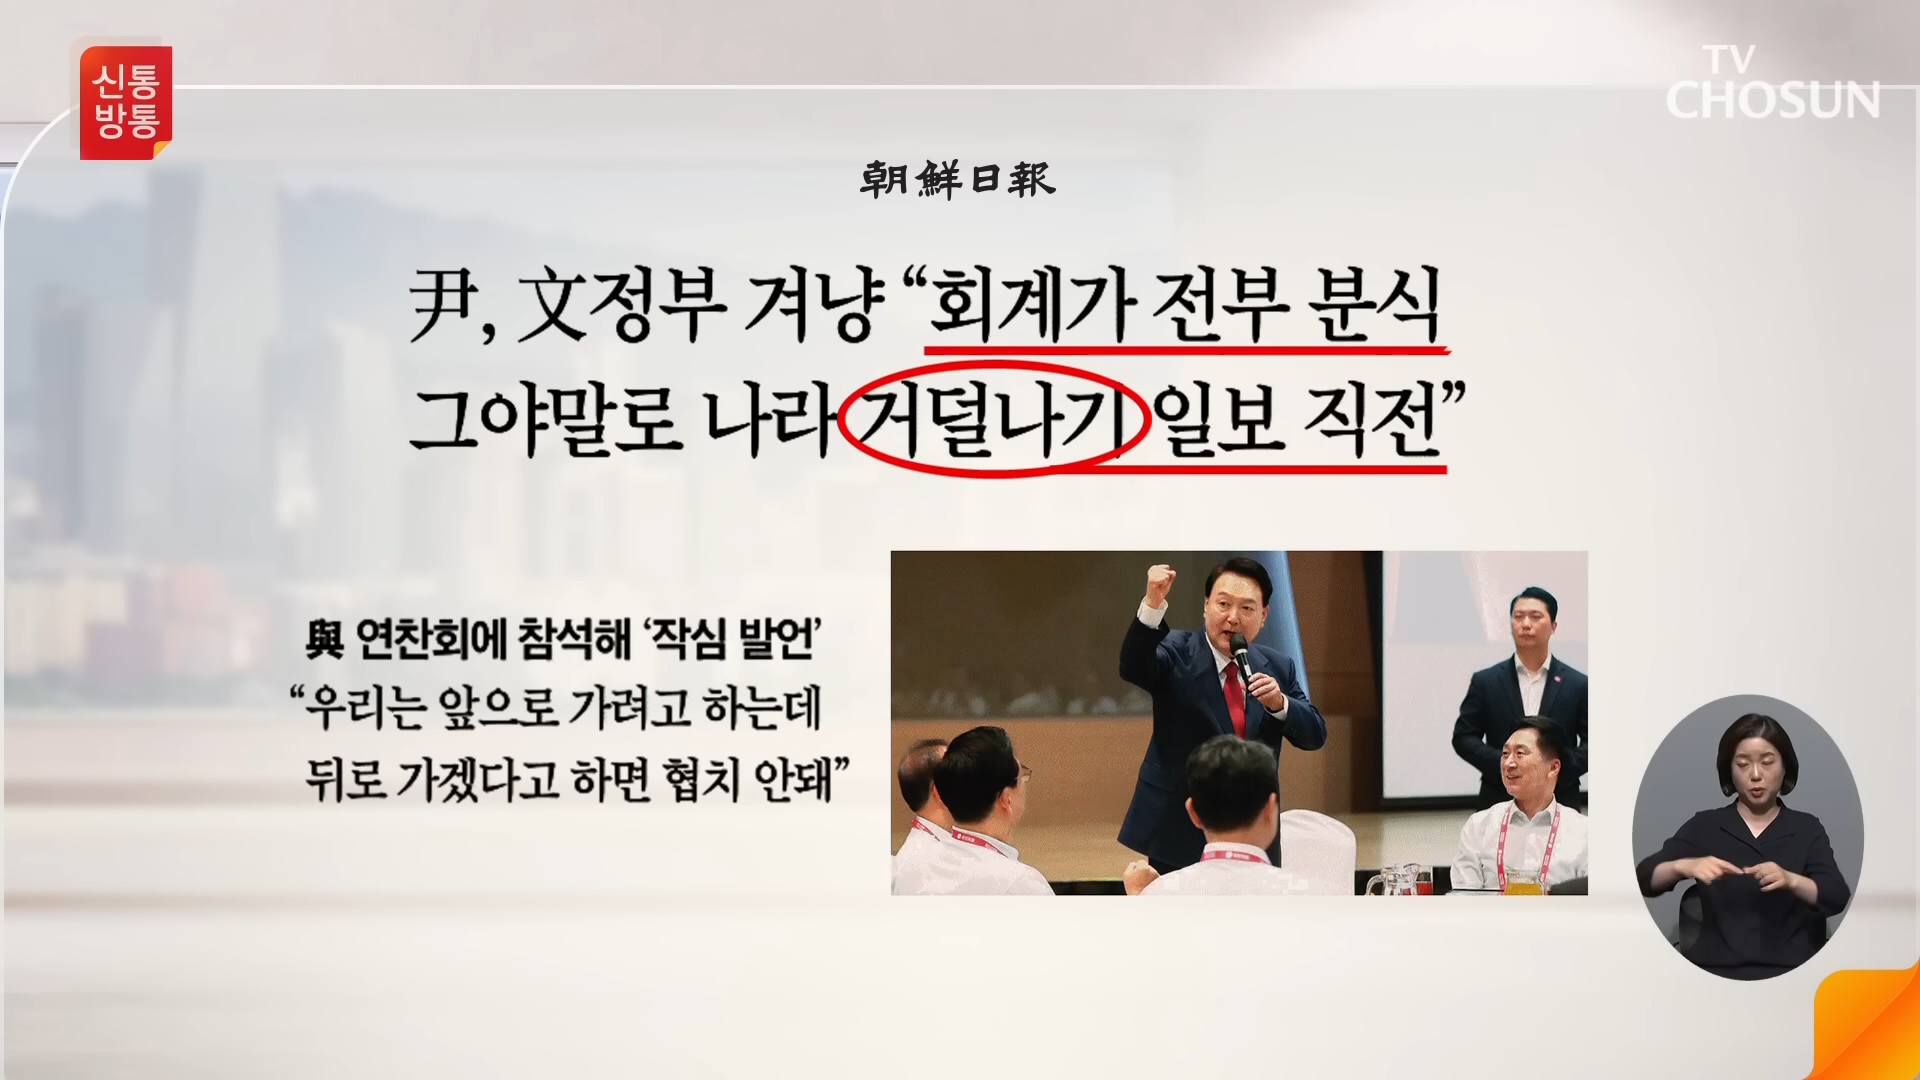 신통
방통
TV
CHOSUN
朝鮮日報
尹, 文정부 겨냥 “회계가 전부 분식
그야말로 나라 거덜나기 일보 직전”
與 연찬회에 참석해 ‘작심 발언’
“우리는 앞으로 가려고 하는데
뒤로 가겠다고 하면 협치 안돼”